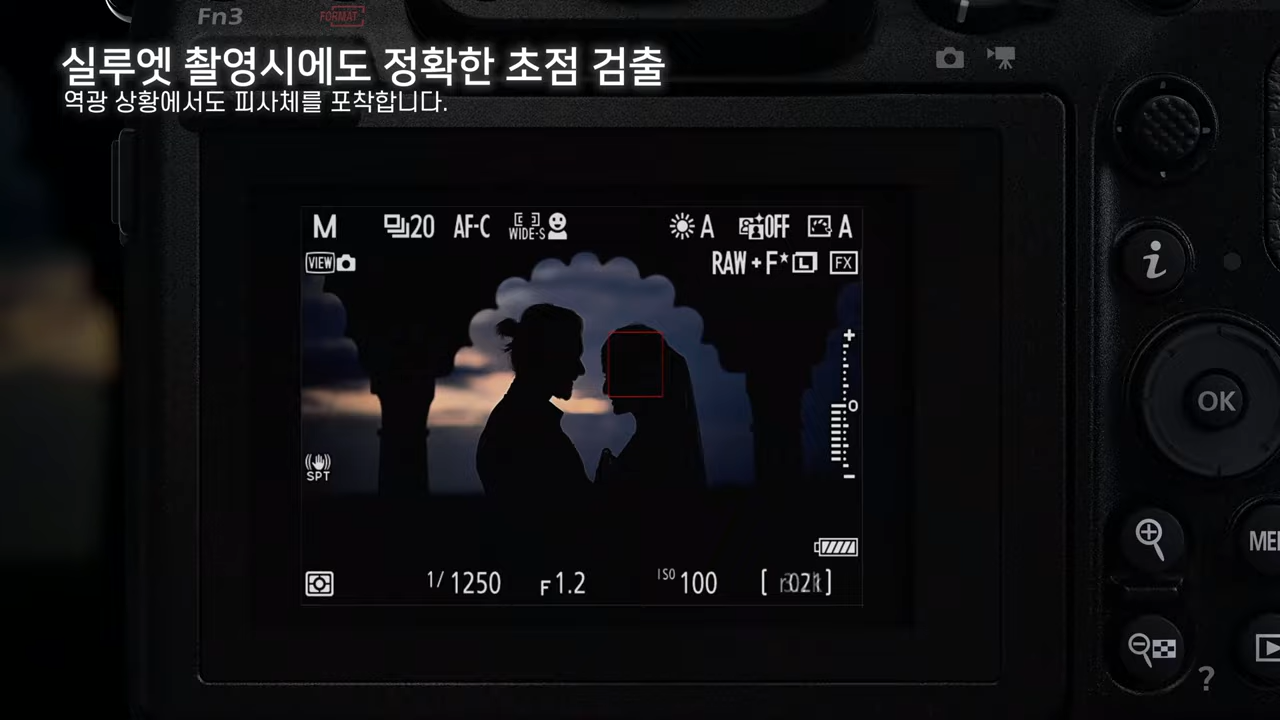 Fn3
FORMAT
실루엣 촬영시에도 정확한 초점 검출
역광 상황에서도 피사체를 포착합니다.
M 20 AF-C WIDE-S A OFF A
VIEW RAW+F★ L FX
i
+
0
OK
SPT
−
1/1250 F1.2 ISO 100
?